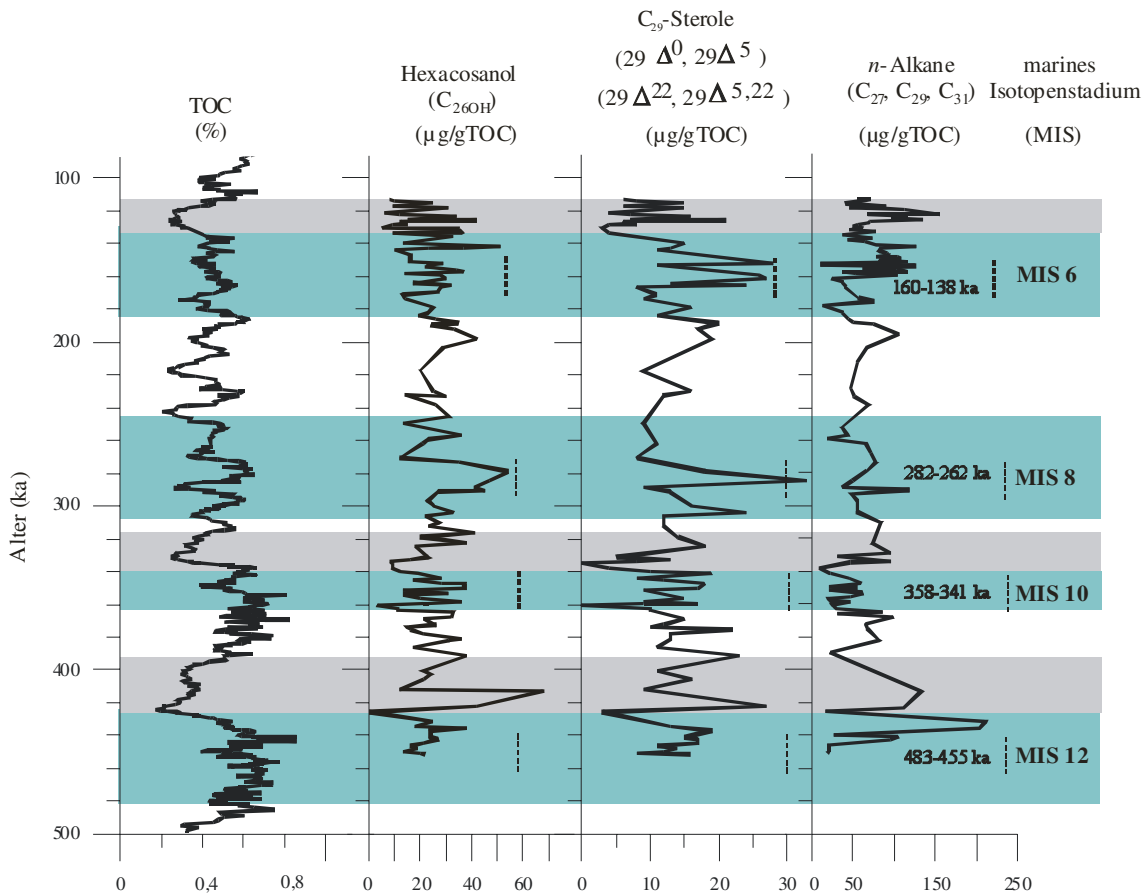 C29-Sterole
(29 Δ0, 29Δ5 )
(29Δ22, 29Δ5,22)
(µg/gTOC)
Hexacosanol
(C26OH)
(µg/gTOC)
n-Alkane
(C27, C29, C31)
µg/gTOC)
marines
Isotopenstadium
(MIS)
TOC
(%)
Alter (ka)
100
200
300
400
500
160-138 ka
MIS 6
282-262 ka
MIS 8
358-341 ka
MIS 10
483-455 ka
MIS 12
0
0,4
0,8
0
20
40
60
0
10
20
30
0
50
150
200
250